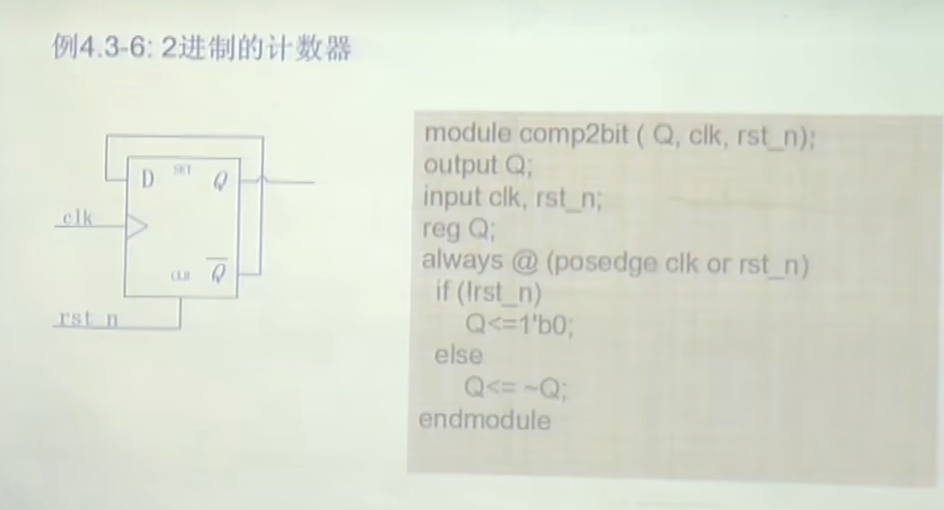 例4.3-6: 2进制的计数器
D SET Q
clk
CLR Q
rst_n
module comp2bit ( Q, clk, rst_n);
output Q;
input clk, rst_n;
reg Q;
always @ (posedge clk or rst_n)
if (!rst_n)
Q<=1'b0;
else
Q<= ~Q;
endmodule